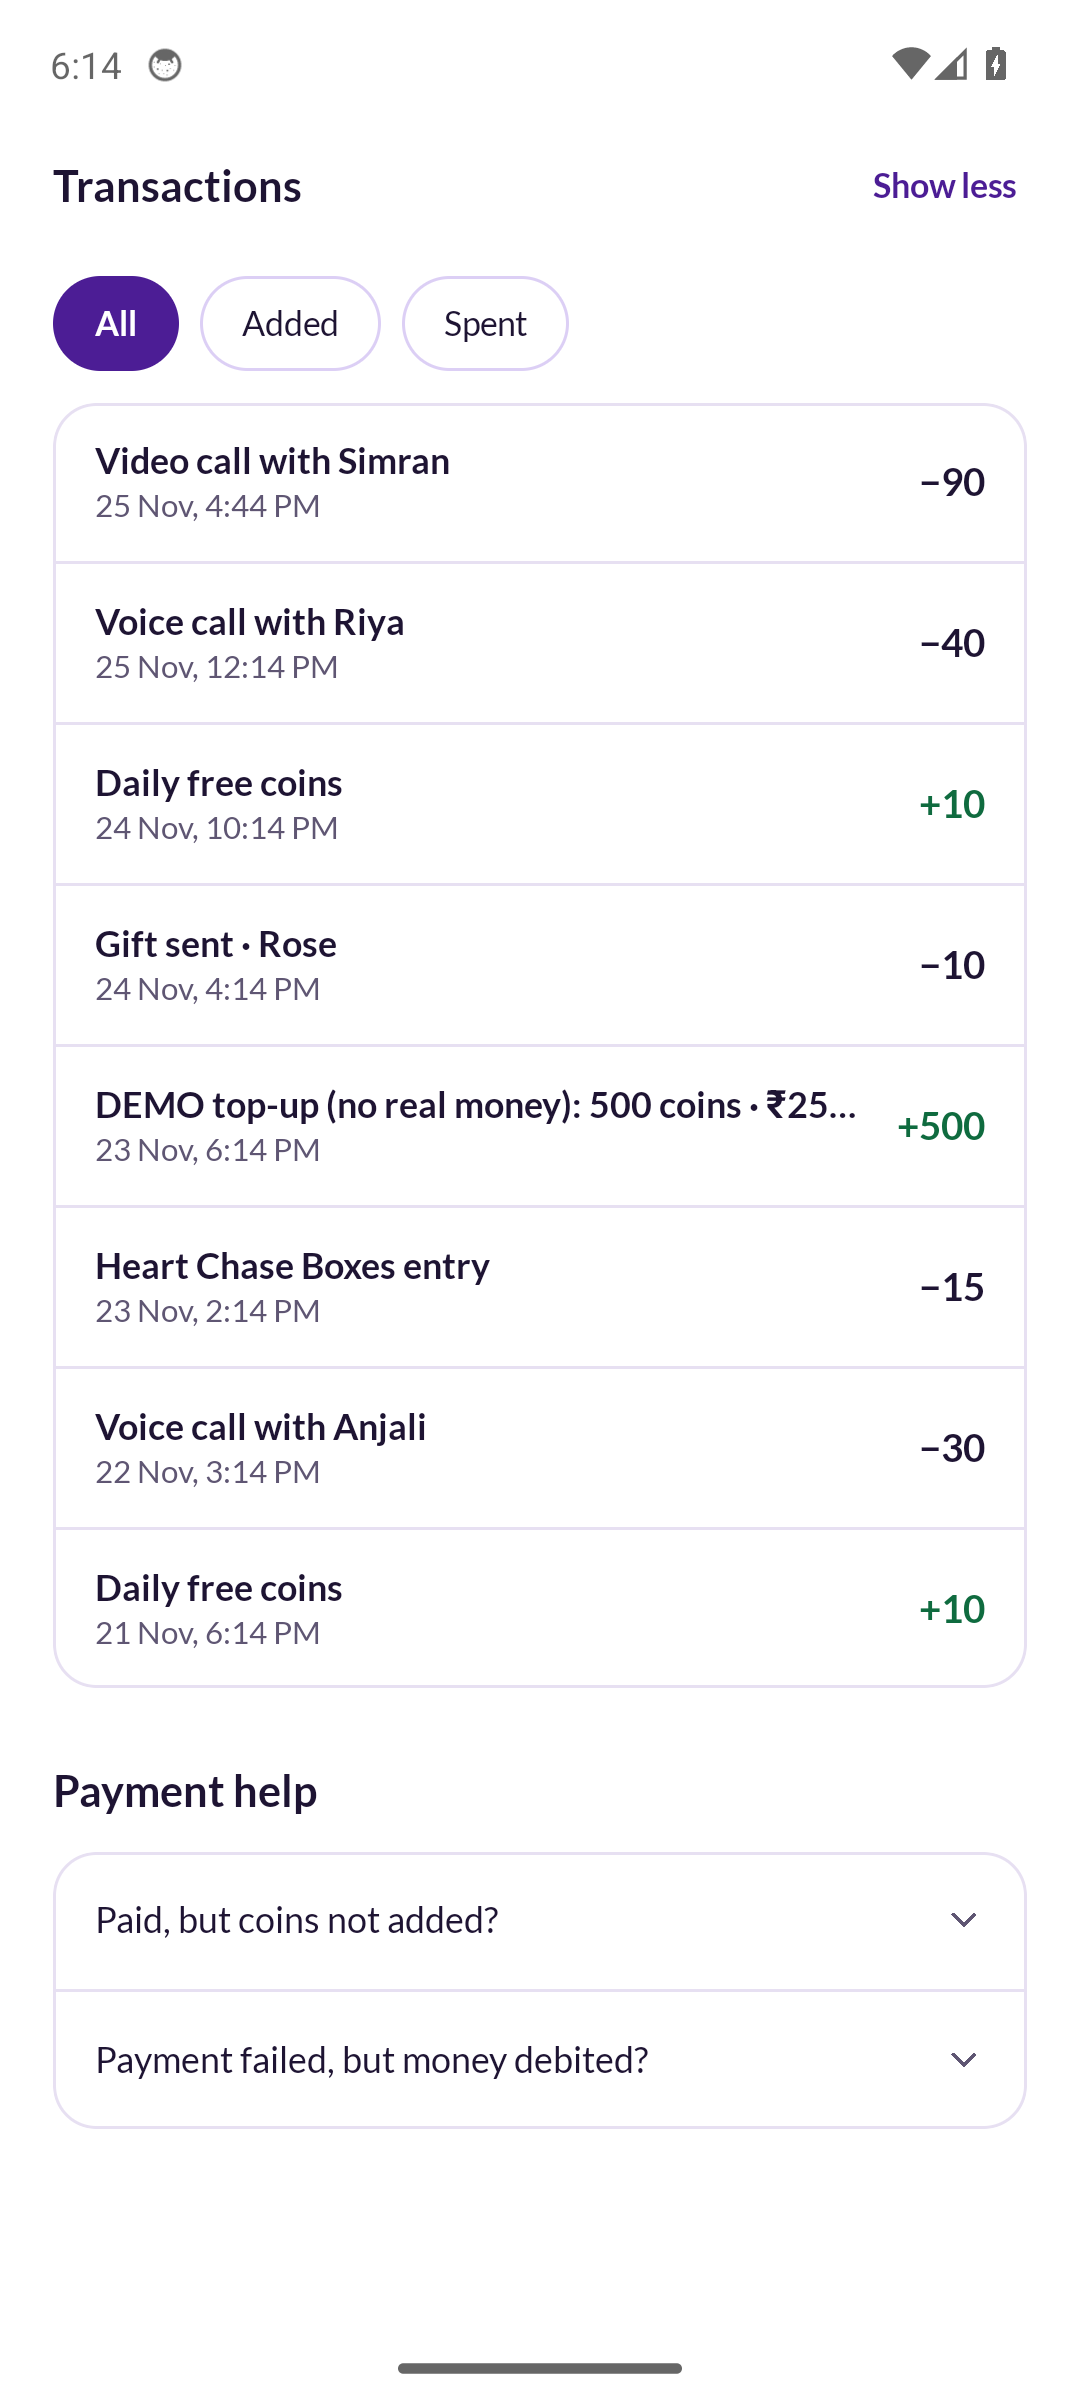 6:14
Transactions
Show less
All
Added
Spent
Video call with Simran
25 Nov, 4:44 PM
−90
Voice call with Riya
25 Nov, 12:14 PM
−40
Daily free coins
24 Nov, 10:14 PM
+10
Gift sent · Rose
24 Nov, 4:14 PM
−10
DEMO top-up (no real money): 500 coins · ₹25...
23 Nov, 6:14 PM
+500
Heart Chase Boxes entry
23 Nov, 2:14 PM
−15
Voice call with Anjali
22 Nov, 3:14 PM
−30
Daily free coins
21 Nov, 6:14 PM
+10
Payment help
Paid, but coins not added?
Payment failed, but money debited?